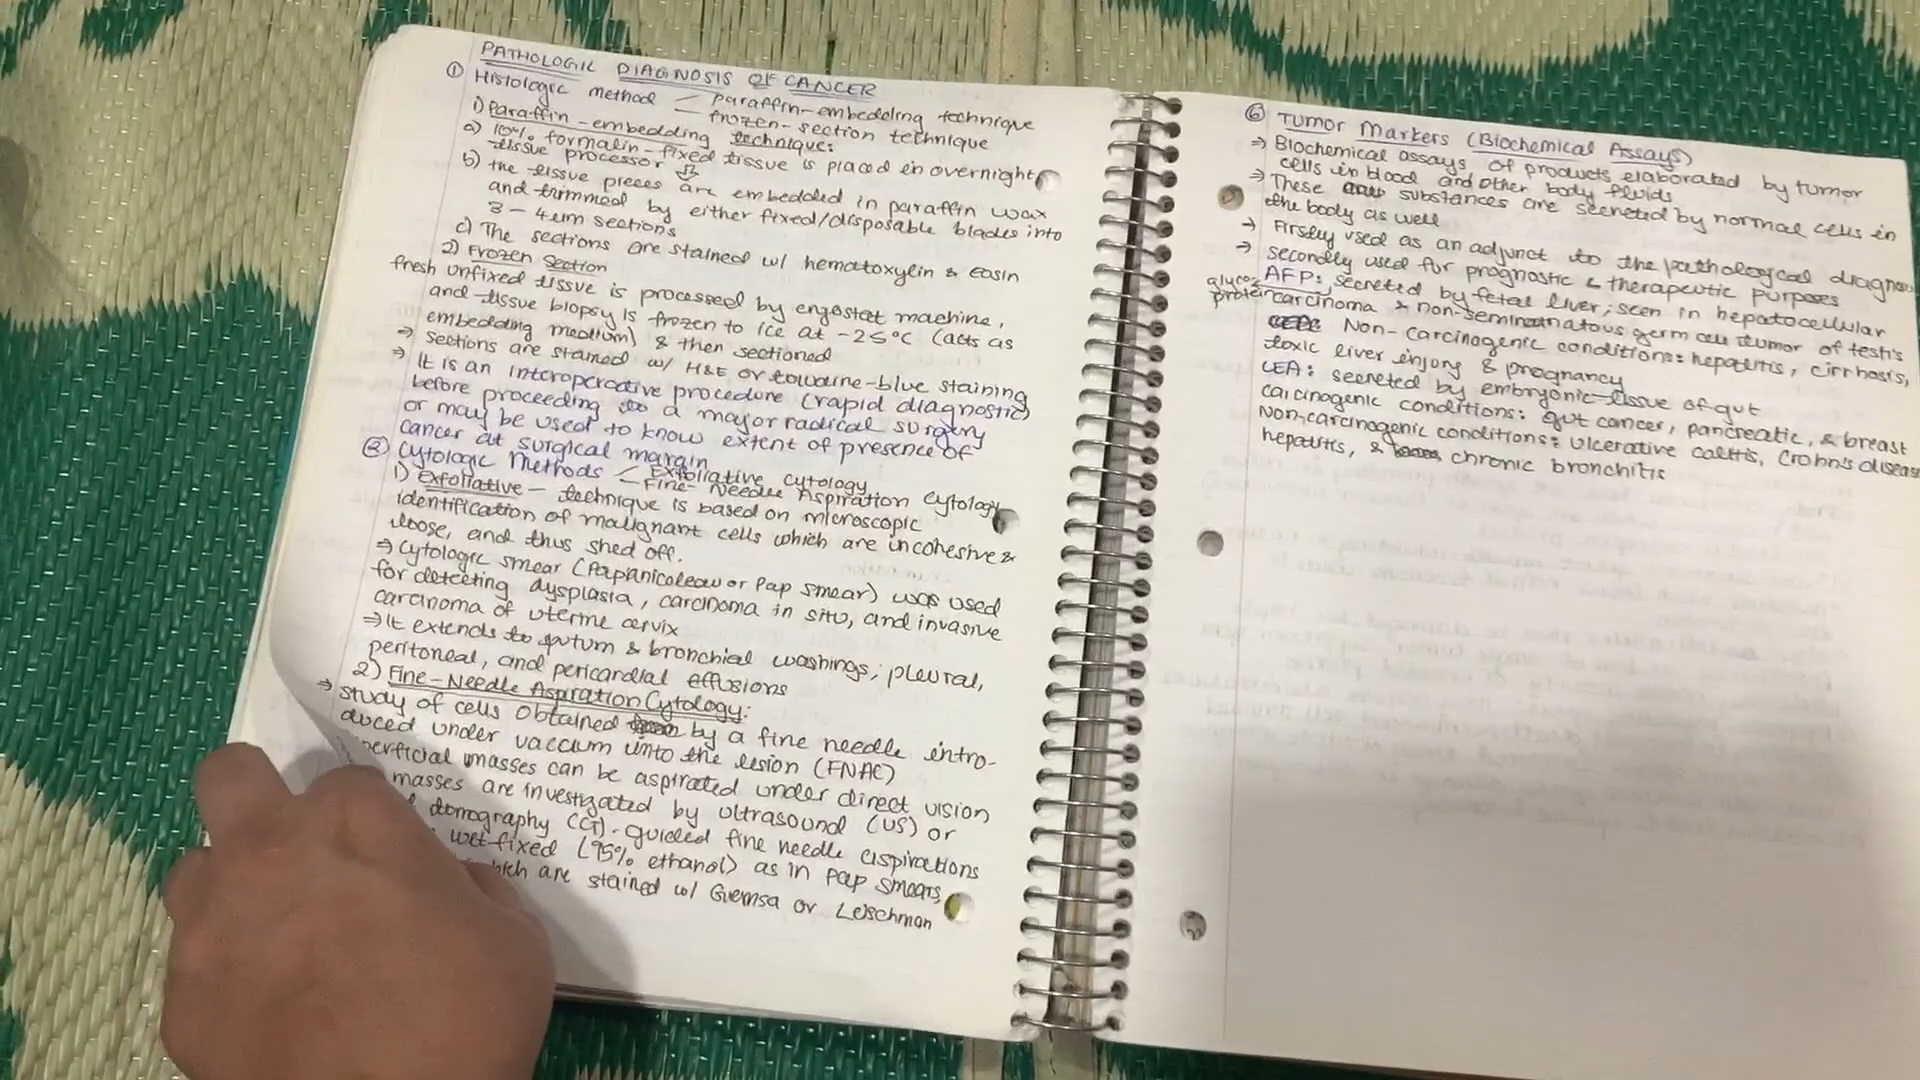 PATHOLOGIC DIAGNOSIS OF CANCER
① Histologic method < paraffin-embedding technique
frozen-section technique
1) Paraffin-embedding technique:
a) 10% formalin-fixed tissue is placed in overnight
tissue processor
b) the tissue pieces are embedded in paraffin wax
and trimmed by either fixed/disposable blades into
3-4um sections
c) The sections are stained w/ hematoxylin & eosin
2) Frozen Section
fresh unfixed tissue is processed by
machine,
and tissue biopsy is frozen to ice at -25°C (acts as
embedding medium) & then sectioned
⇒ sections are stained w/ H&E or -blue staining
⇒ It is an procedure (rapid diagnostic)
before proceeding to a major radical surgery
or may be used to know extent of presence of
cancer at surgical margin
② Cytologic Methods < Exfoliative cytology
Fine-Needle Aspiration Cytology
1) Exfoliative - technique is based on microscopic
identification of malignant cells which are incohesive &
loose, and thus shed off.
⇒ Cytologic smear (Papanicoleaw or Pap smear) was used
for detecting dysplasia, carcinoma in situ, and invasive
carcinoma of uterine cervix
⇒ It extends to & bronchial washings; pleural,
peritoneal, and pericardial effusions
2) Fine-Needle Aspiration Cytology:
⇒ study of cells obtained by a fine needle intro-
duced under vaccum unto the lesion (FNAC)
masses can be aspirated under direct vision
masses are investigated by ultrasound (US) or
tomography (CT)-guided fine needle aspirations
wet-fixed (95% ethanol) as in pap smears,
are stained w/ Giemsa or Leischman
⑥ Tumor Markers (Biochemical Assays)
⇒ Biochemical assays of products elaborated by tumor
cells in blood and other body fluids
⇒ These substances are secreted by normal cells in
the body as well
→ Firstly used as an adjunct to the pathological
→ secondly used for prognostic & therapeutic purposes
AFP: secreted by fetal liver; seen in hepatocellular
carcinoma & germ cell tumor of testis
Non-carcinogenic conditions: hepatitis, cirrhosis,
toxic liver injury & pregnancy
CEA: secreted by embryonic tissue of gut
carcinogenic conditions: gut cancer, pancreatic, & breast
Non-carcinogenic conditions: Ulcerative colitis, Crohn's disease
hepatitis, & chronic bronchitis